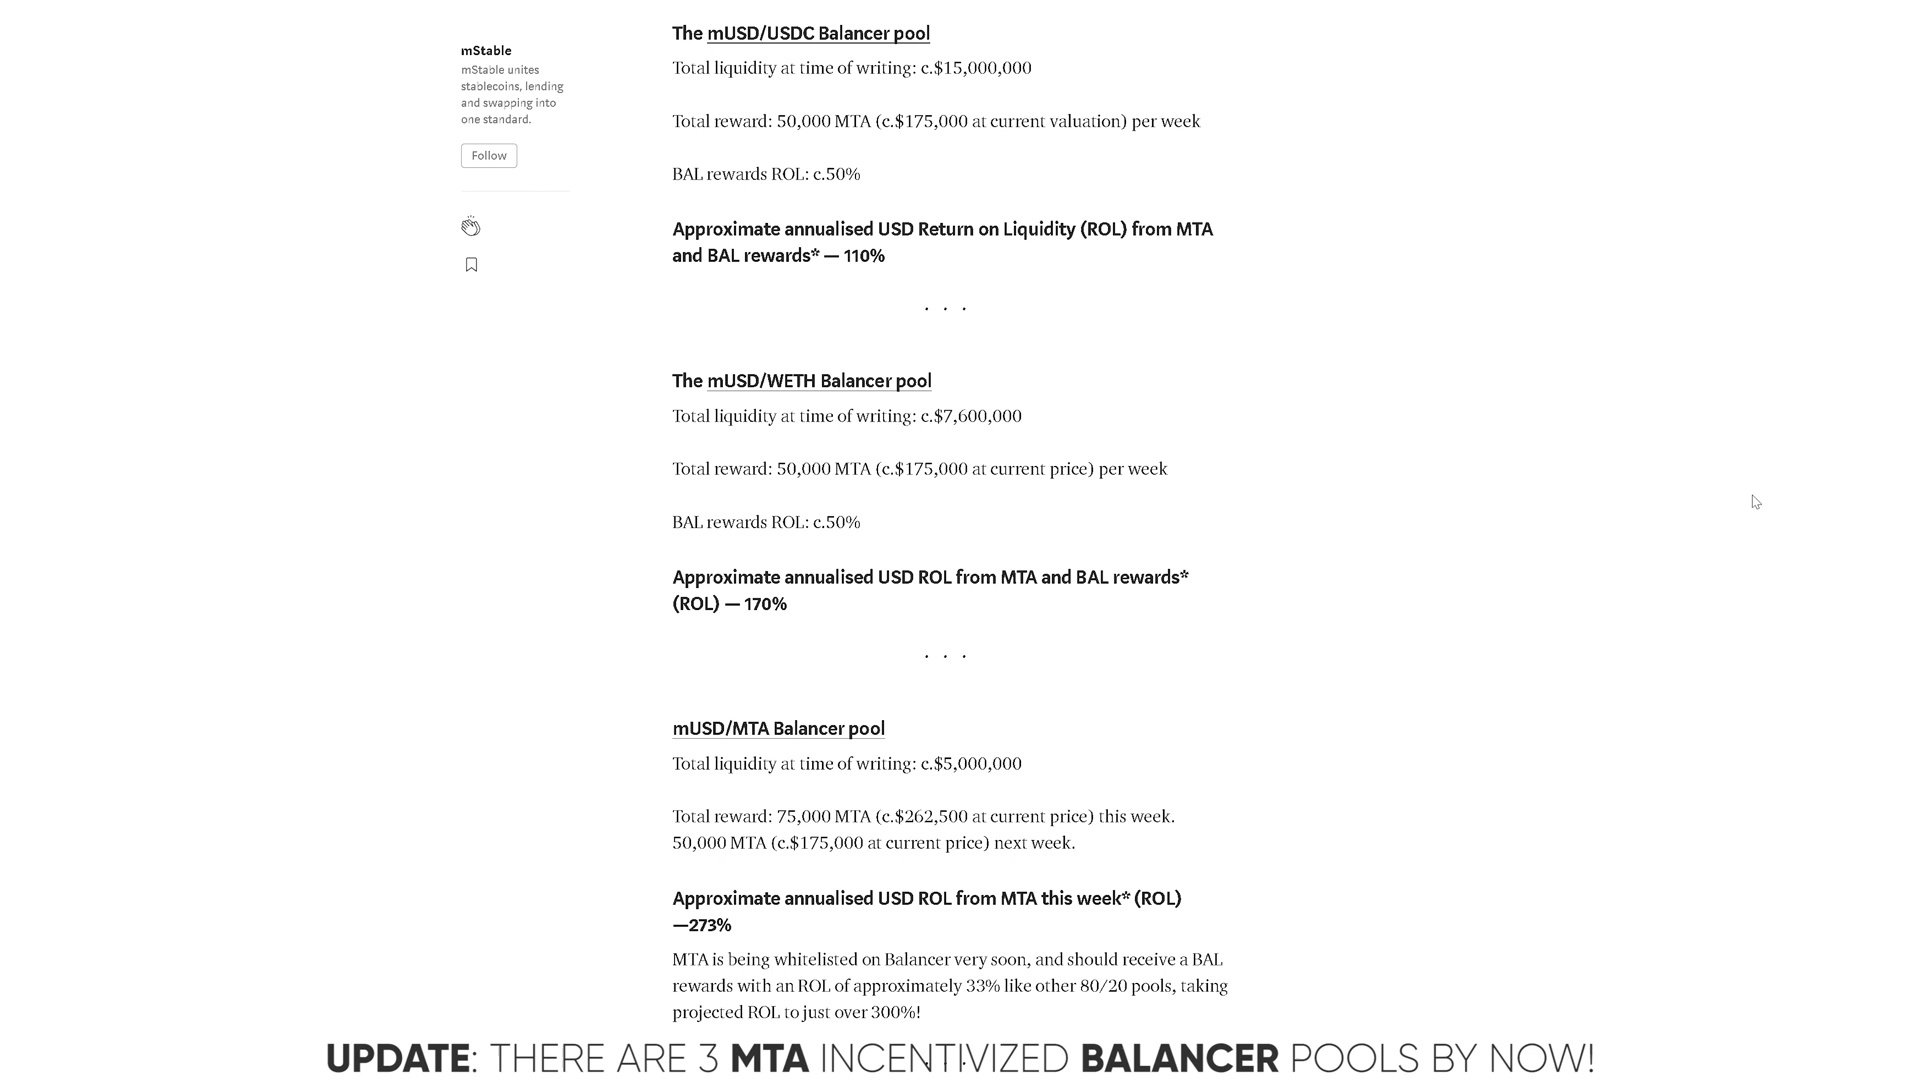 mStable
mStable unites
stablecoins, lending
and swapping into
one standard.
Follow
The mUSD/USDC Balancer pool
Total liquidity at time of writing: c.$15,000,000
Total reward: 50,000 MTA (c.$175,000 at current valuation) per week
BAL rewards ROL: c.50%
Approximate annualised USD Return on Liquidity (ROL) from MTA
and BAL rewards* — 110%
. . .
The mUSD/WETH Balancer pool
Total liquidity at time of writing: c.$7,600,000
Total reward: 50,000 MTA (c.$175,000 at current price) per week
BAL rewards ROL: c.50%
Approximate annualised USD ROL from MTA and BAL rewards*
(ROL) — 170%
. . .
mUSD/MTA Balancer pool
Total liquidity at time of writing: c.$5,000,000
Total reward: 75,000 MTA (c.$262,500 at current price) this week.
50,000 MTA (c.$175,000 at current price) next week.
Approximate annualised USD ROL from MTA this week* (ROL)
—273%
MTA is being whitelisted on Balancer very soon, and should receive a BAL
rewards with an ROL of approximately 33% like other 80/20 pools, taking
projected ROL to just over 300%!
UPDATE: THERE ARE 3 MTA INCENTIVIZED BALANCER POOLS BY NOW!